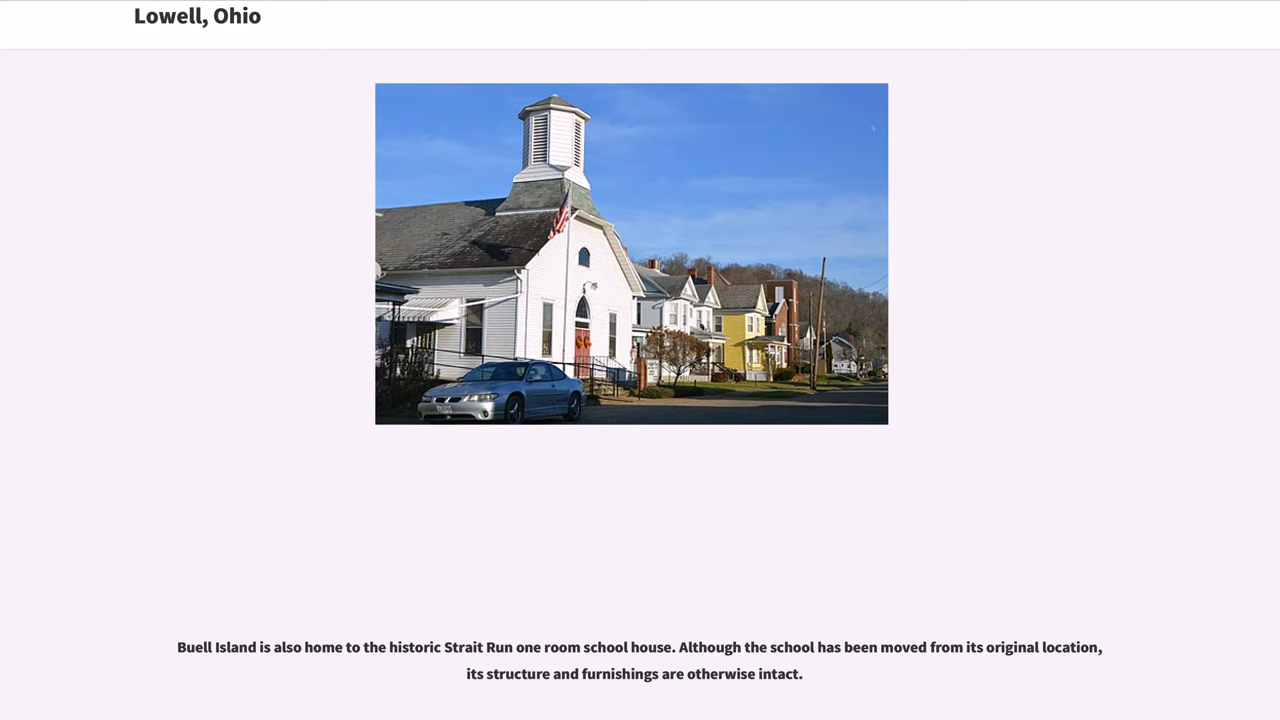 Lowell, Ohio
Buell Island is also home to the historic Strait Run one room school house. Although the school has been moved from its original location,
its structure and furnishings are otherwise intact.